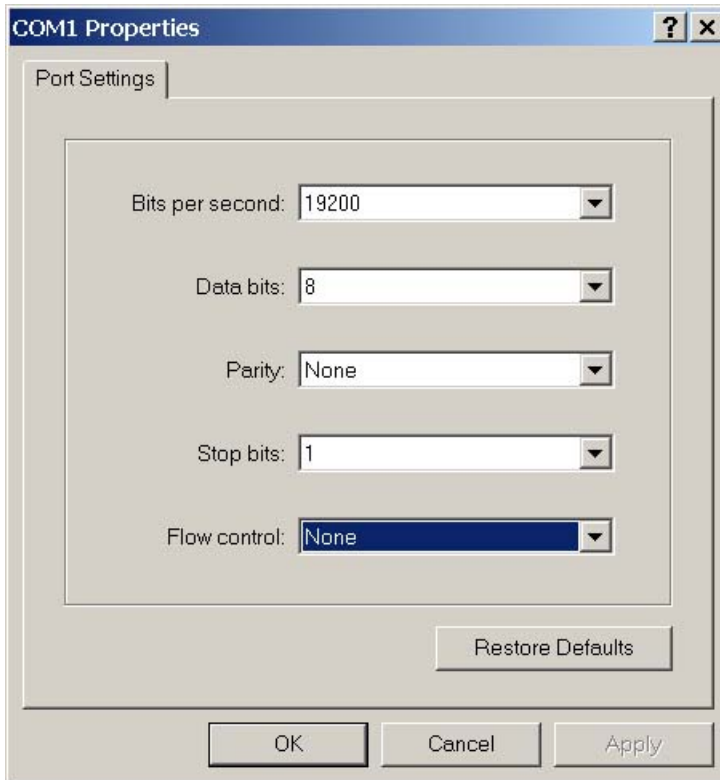 COM1 Properties
Port Settings
Bits per second: 19200
Data bits: 8
Parity: None
Stop bits: 1
Flow control: None
Restore Defaults
OK Cancel Apply